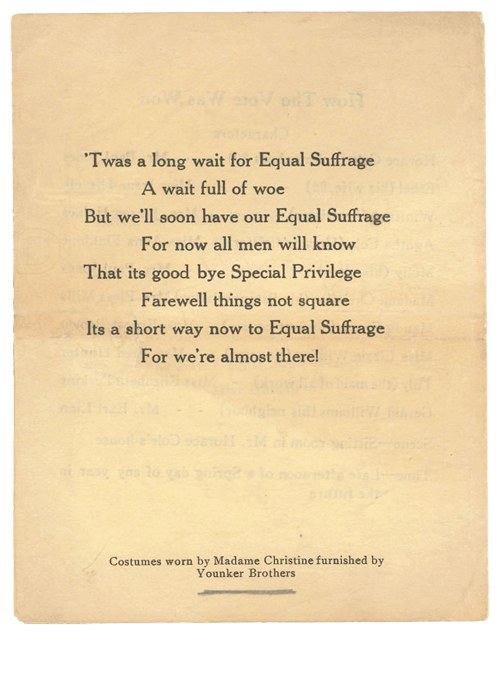 'Twas a long wait for Equal Suffrage
A wait full of woe
But we'll soon have our Equal Suffrage
For now all men will know
That its good bye Special Privilege
Farewell things not square
Its a short way now to Equal Suffrage
For we're almost there!
Costumes worn by Madame Christine furnished by
Younker Brothers